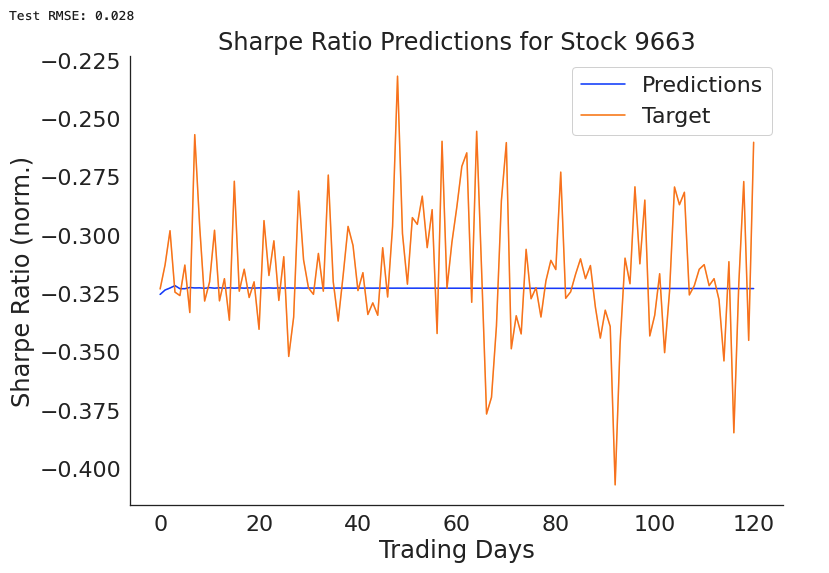 Test RMSE: 0.028
Sharpe Ratio Predictions for Stock 9663
Predictions
Target
Sharpe Ratio (norm.)
−0.225
−0.250
−0.275
−0.300
−0.325
−0.350
−0.375
−0.400
0 20 40 60 80 100 120
Trading Days